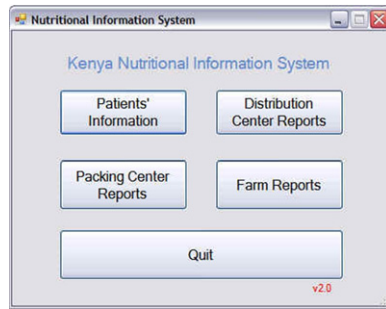 Nutritional Information System
Kenya Nutritional Information System
Patients'
Information
Distribution
Center Reports
Packing Center
Reports
Farm Reports
Quit
v2.0